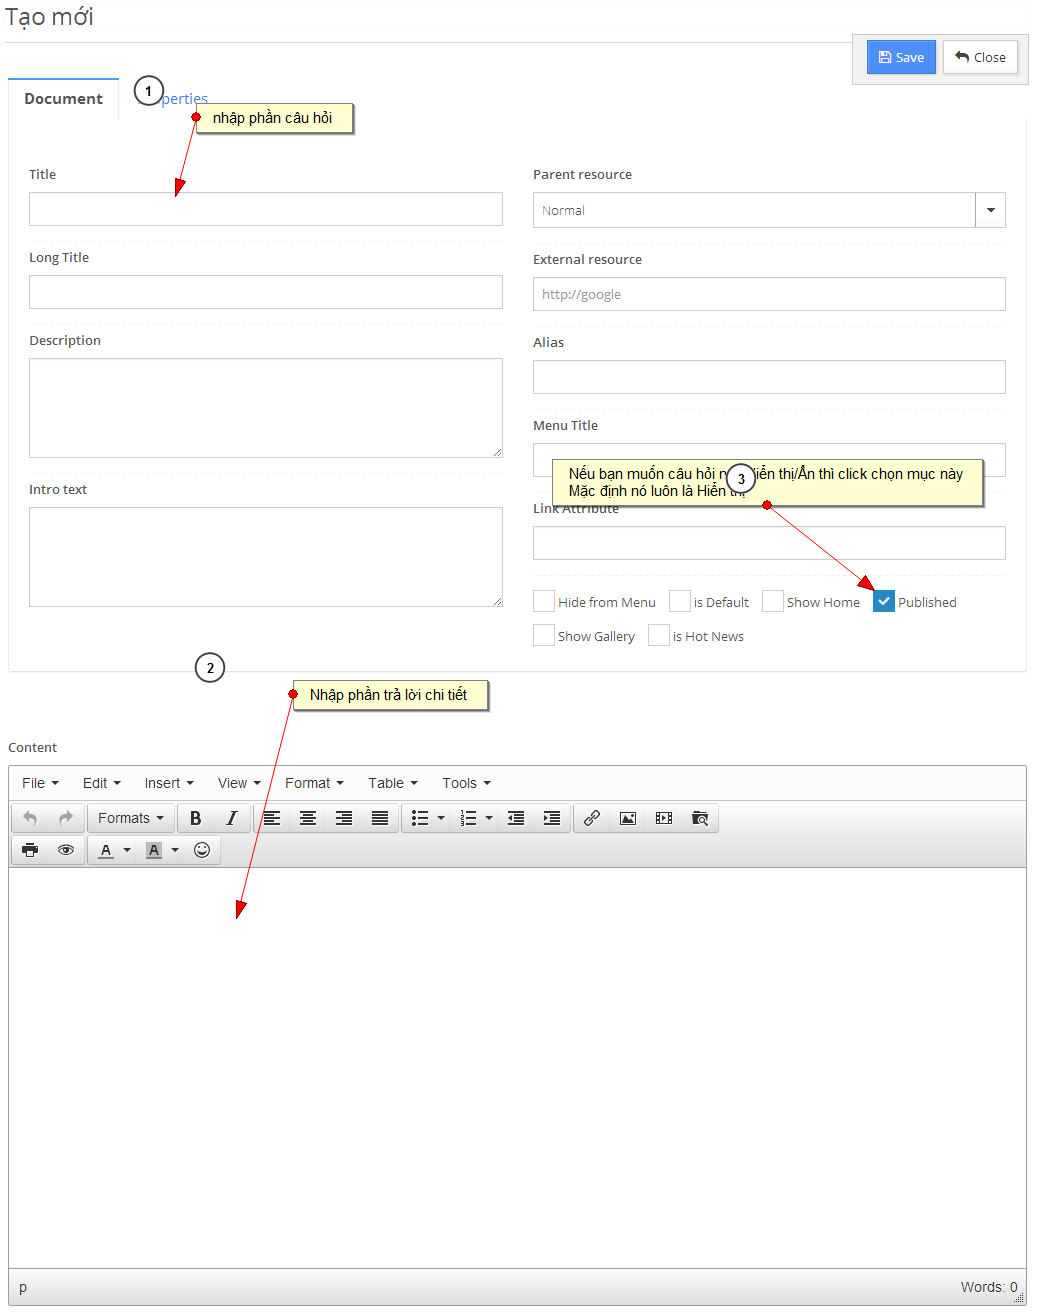 Tạo mới
Save
Close
Document
1
perties
nhập phần câu hỏi
Title
Parent resource
Normal
Long Title
External resource
http://google
Description
Alias
Menu Title
Nếu bạn muốn câu hỏi n 3 iển thị/Ẩn thì click chọn mục này
Mặc định nó luôn là Hiển thị
Intro text
Link Attribute
Hide from Menu
is Default
Show Home
Published
Show Gallery
is Hot News
2
Nhập phần trả lời chi tiết
Content
File
Edit
Insert
View
Format
Table
Tools
Formats
B
I
A
A
p
Words: 0